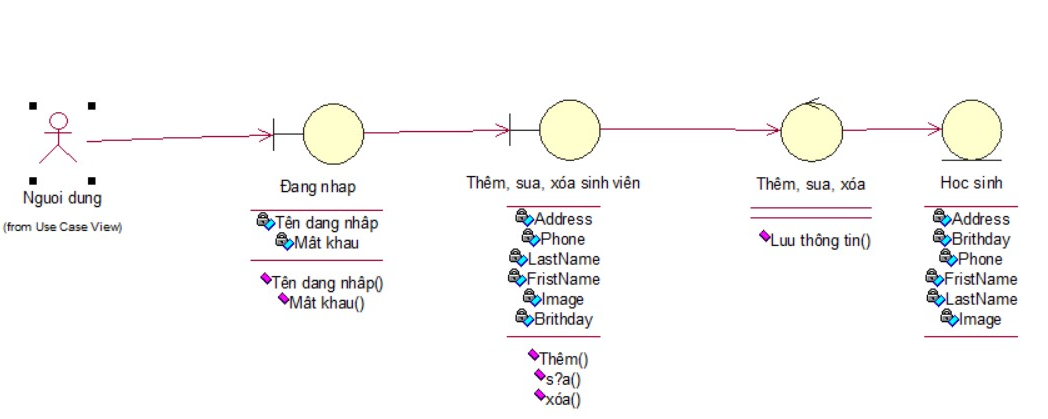 Nguoi dung
(from Use Case View)
Đang nhap
Tên dang nhâp
Mât khau
Tên dang nhâp()
Mât khau()
Thêm, sua, xóa sinh viên
Address
Phone
LastName
FristName
Image
Brithday
Thêm()
s?a()
xóa()
Thêm, sua, xóa
Luu thông tin()
Hoc sinh
Address
Brithday
Phone
FristName
LastName
Image